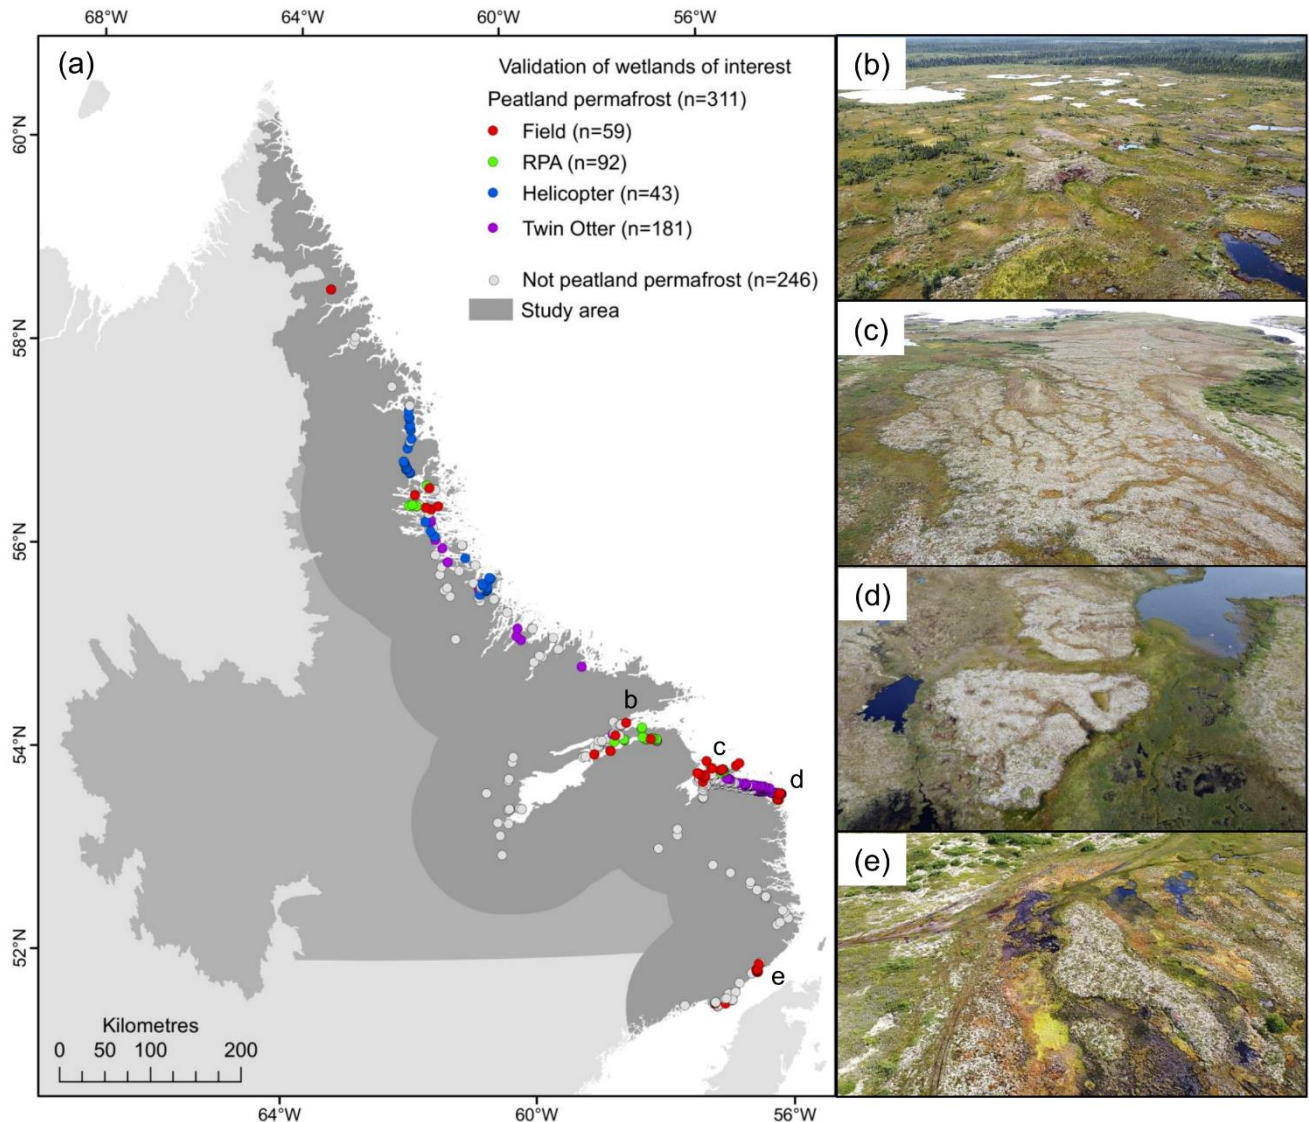 68°W
64°W
60°W
56°W
(a)
Validation of wetlands of interest
Peatland permafrost (n=311)
Field (n=59)
RPA (n=92)
Helicopter (n=43)
Twin Otter (n=181)
Not peatland permafrost (n=246)
Study area
60°N
58°N
56°N
54°N
52°N
b
c
d
e
Kilometres
0 50 100 200
64°W
60°W
56°W
(b)
(c)
(d)
(e)